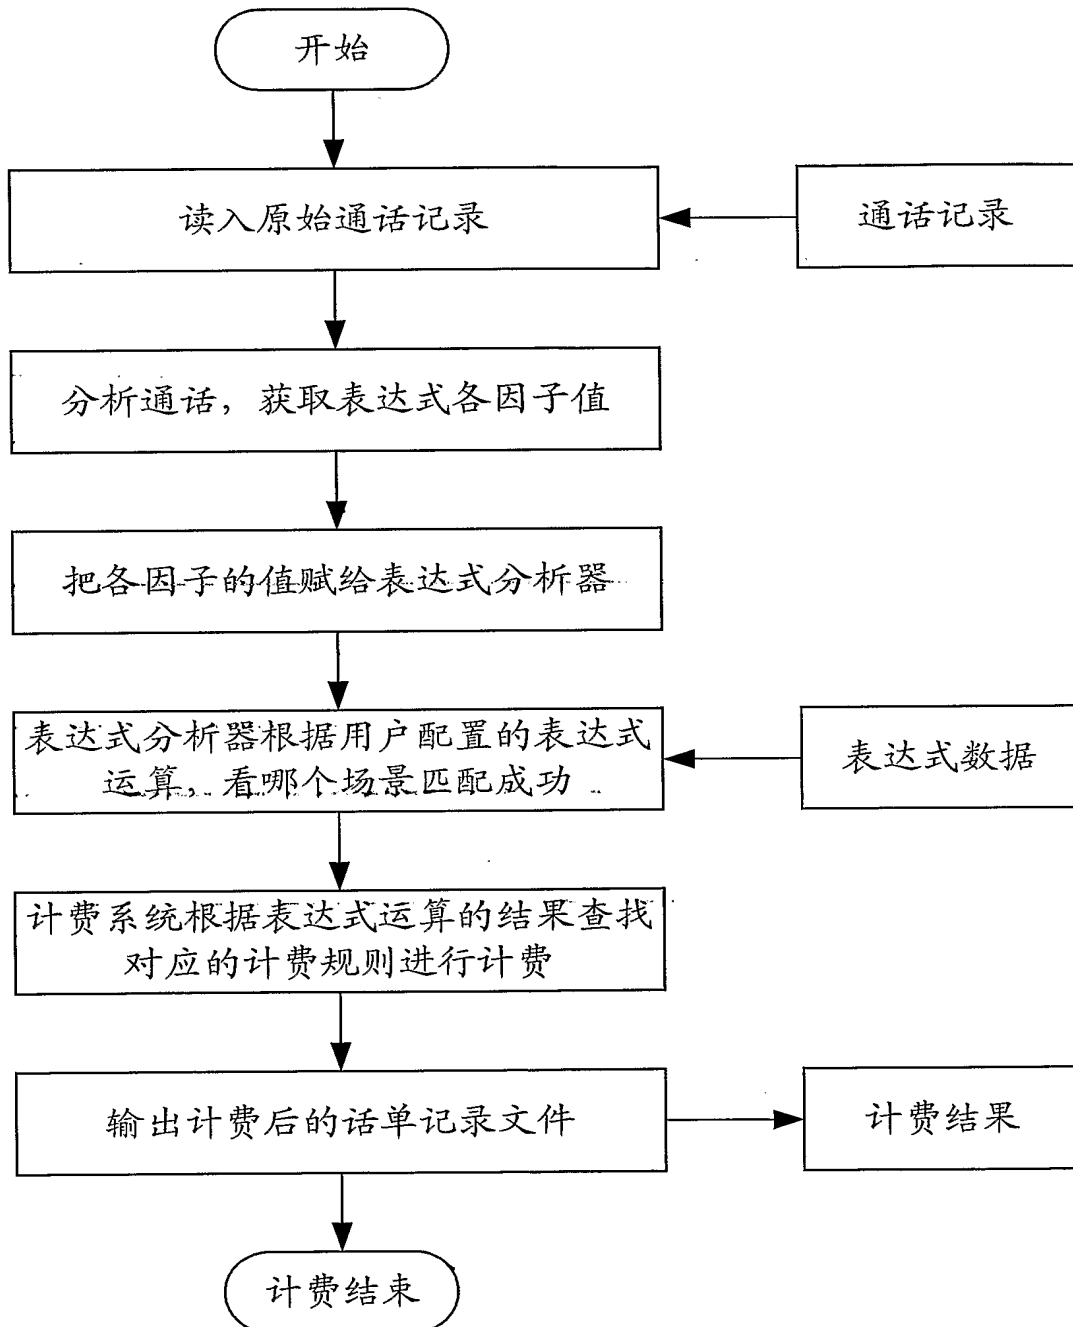 开始
读入原始通话记录
通话记录
分析通话，获取表达式各因子值
把各因子的值赋给表达式分析器
表达式分析器根据用户配置的表达式
运算，看哪个场景匹配成功
表达式数据
计费系统根据表达式运算的结果查找
对应的计费规则进行计费
输出计费后的话单记录文件
计费结果
计费结束